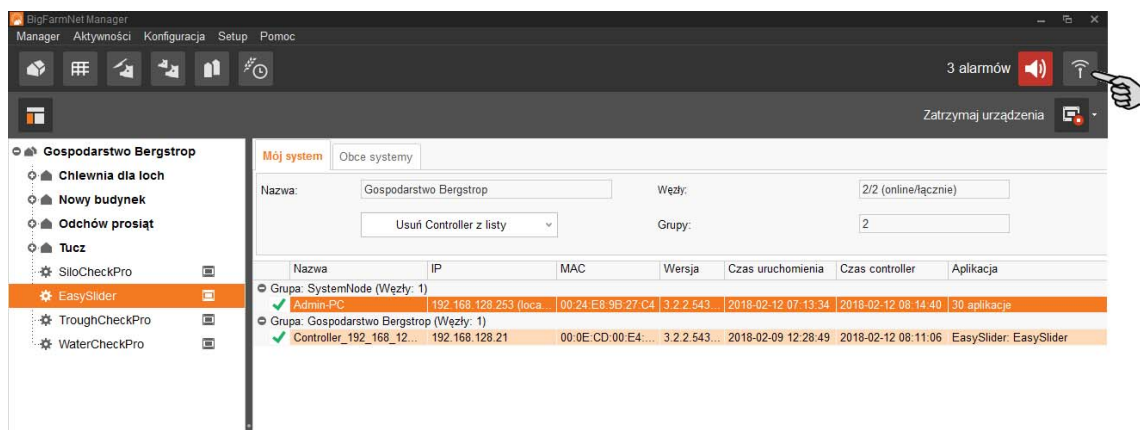 BigFarmNet Manager
Manager Aktywności Konfiguracja Setup Pomoc
3 alarmów
Zatrzymaj urządzenia
Gospodarstwo Bergstrop
Chlewnia dla loch
Nowy budynek
Odchów prosiąt
Tucz
SiloCheckPro
EasySlider
TroughCheckPro
WaterCheckPro
Mój system Obce systemy
Nazwa: Gospodarstwo Bergstrop Węzły: 2/2 (online/łącznie)
Usuń Controller z listy Grupy: 2
Nazwa IP MAC Wersja Czas uruchomienia Czas controller Aplikacja
Grupa: SystemNode (Węzły: 1)
Admin-PC 192.168.128.253 (loca... 00:24:E8:9B:27:C4 3.2.2.543... 2018-02-12 07:13:34 2018-02-12 08:14:40 30 aplikacje
Grupa: Gospodarstwo Bergstrop (Węzły: 1)
Controller_192_168_12... 192.168.128.21 00:0E:CD:00:E4:... 3.2.2.543... 2018-02-09 12:28:49 2018-02-12 08:11:06 EasySlider: EasySlider